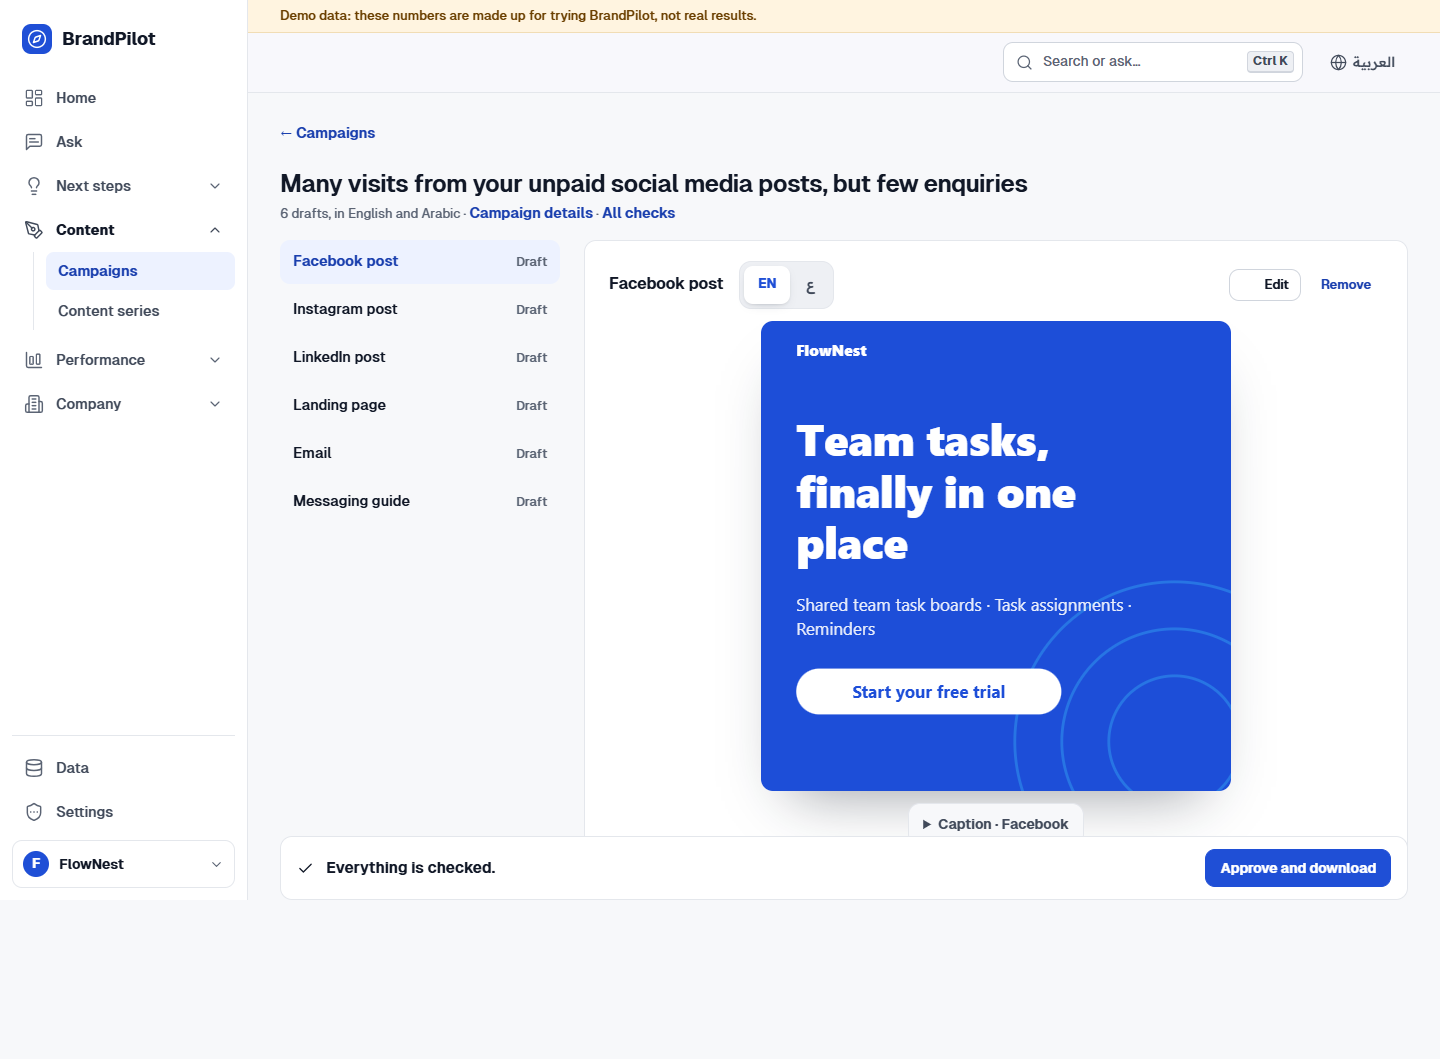 BrandPilot
Home
Ask
Next steps
Content
Campaigns
Content series
Performance
Company
Data
Settings
F FlowNest
Demo data: these numbers are made up for trying BrandPilot, not real results.
Search or ask... Ctrl K
العربية
← Campaigns
Many visits from your unpaid social media posts, but few enquiries
6 drafts, in English and Arabic · Campaign details · All checks
Facebook post Draft
Instagram post Draft
LinkedIn post Draft
Landing page Draft
Email Draft
Messaging guide Draft
Facebook post EN ع Edit Remove
FlowNest
Team tasks,
finally in one
place
Shared team task boards · Task assignments ·
Reminders
Start your free trial
Caption · Facebook
Everything is checked. Approve and download